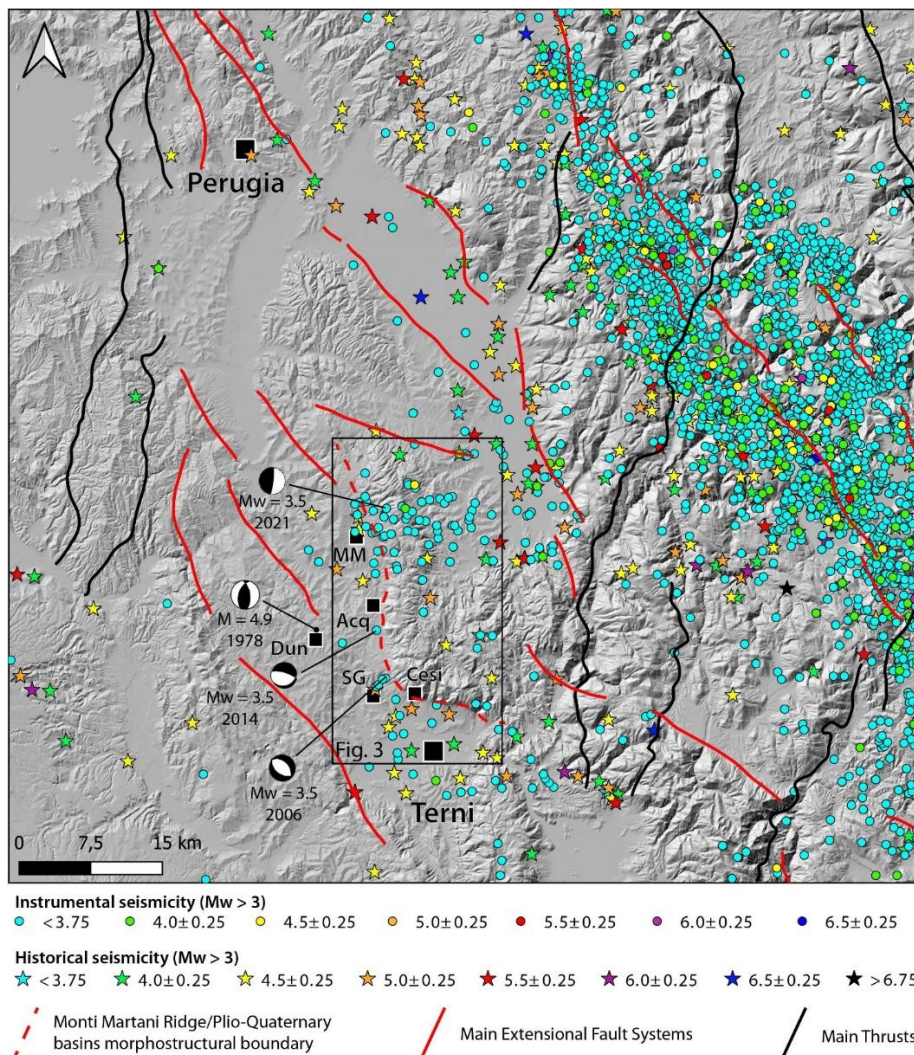 Perugia
Mw = 3.5
2021
MM
M = 4.9
1978
Acq
Dun
SG
Cesi
Mw = 3.5
2014
Fig. 3
Mw = 3.5
2006
Terni
0 7,5 15 km
Instrumental seismicity (Mw > 3)
<3.75 4.0±0.25 4.5±0.25 5.0±0.25 5.5±0.25 6.0±0.25 6.5±0.25
Historical seismicity (Mw > 3)
<3.75 4.0±0.25 4.5±0.25 5.0±0.25 5.5±0.25 6.0±0.25 6.5±0.25 >6.75
Monti Martani Ridge/Plio-Quaternary
basins morphostructural boundary
Main Extensional Fault Systems
Main Thrusts